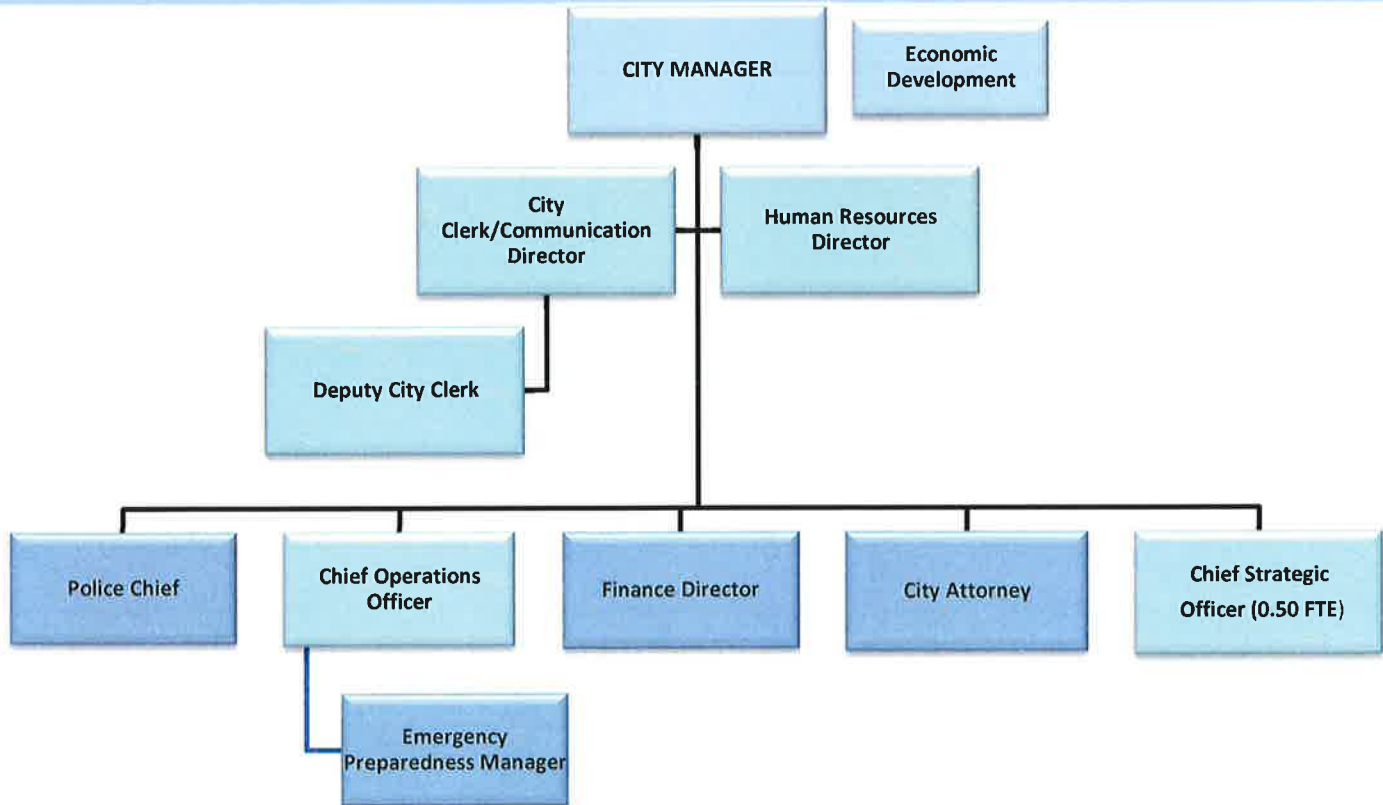 CITY MANAGER
Economic
Development
City
Clerk/Communication
Director
Human Resources
Director
Deputy City Clerk
Police Chief
Chief Operations
Officer
Finance Director
City Attorney
Chief Strategic
Officer (0.50 FTE)
Emergency
Preparedness Manager